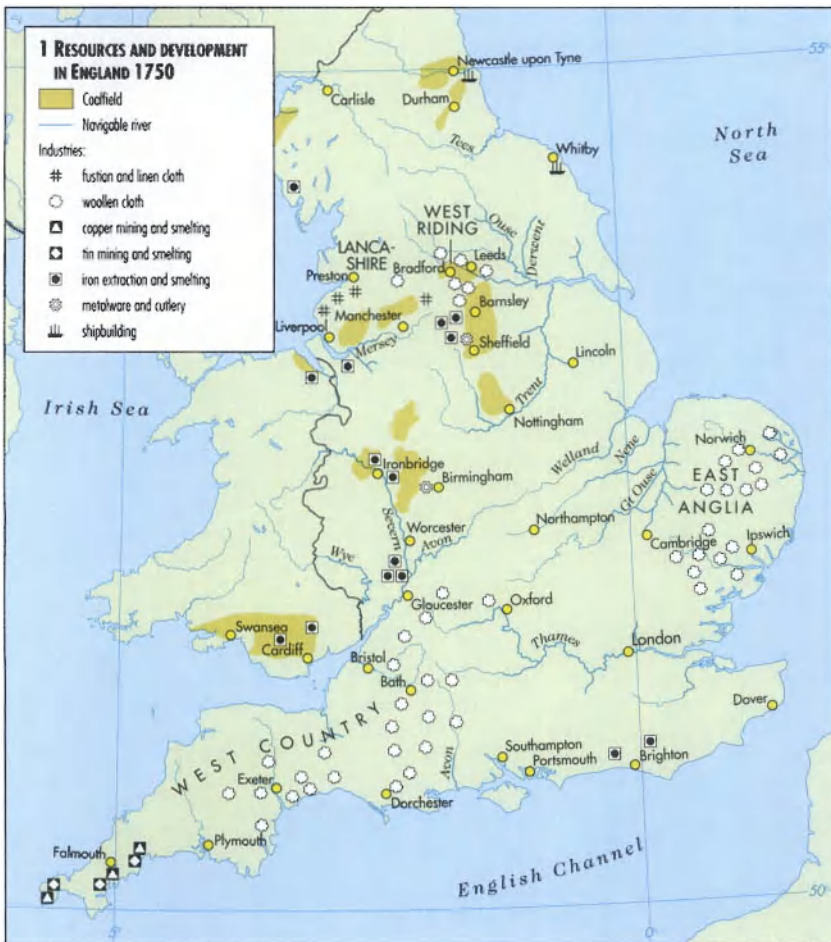 1 RESOURCES AND DEVELOPMENT
IN ENGLAND 1750
Coalfield
Navigable river
Industries:
fustian and linen cloth
woollen cloth
copper mining and smelting
tin mining and smelting
iron extraction and smelting
metalware and cutlery
shipbuilding
55°
Newcastle upon Tyne
Carlisle
Durham
North
Sea
Tees
Whitby
WEST
RIDING
Ouse
Derwent
LANCA-
SHIRE
Leeds
Bradford
Preston
Barnsley
Manchester
Liverpool
Mersey
Sheffield
Lincoln
Irish Sea
Trent
Nottingham
Welland
Nene
Norwich
Ironbridge
Birmingham
Gt Ouse
EAST
ANGLIA
Severn
Worcester
Avon
Northampton
Cambridge
Ipswich
Wye
Gloucester
Oxford
Swansea
Cardiff
Thames
London
Bristol
Bath
Dover
WEST COUNTRY
Avon
Southampton
Portsmouth
Brighton
Exeter
Dorchester
Plymouth
Falmouth
English Channel
50°
5°
0°